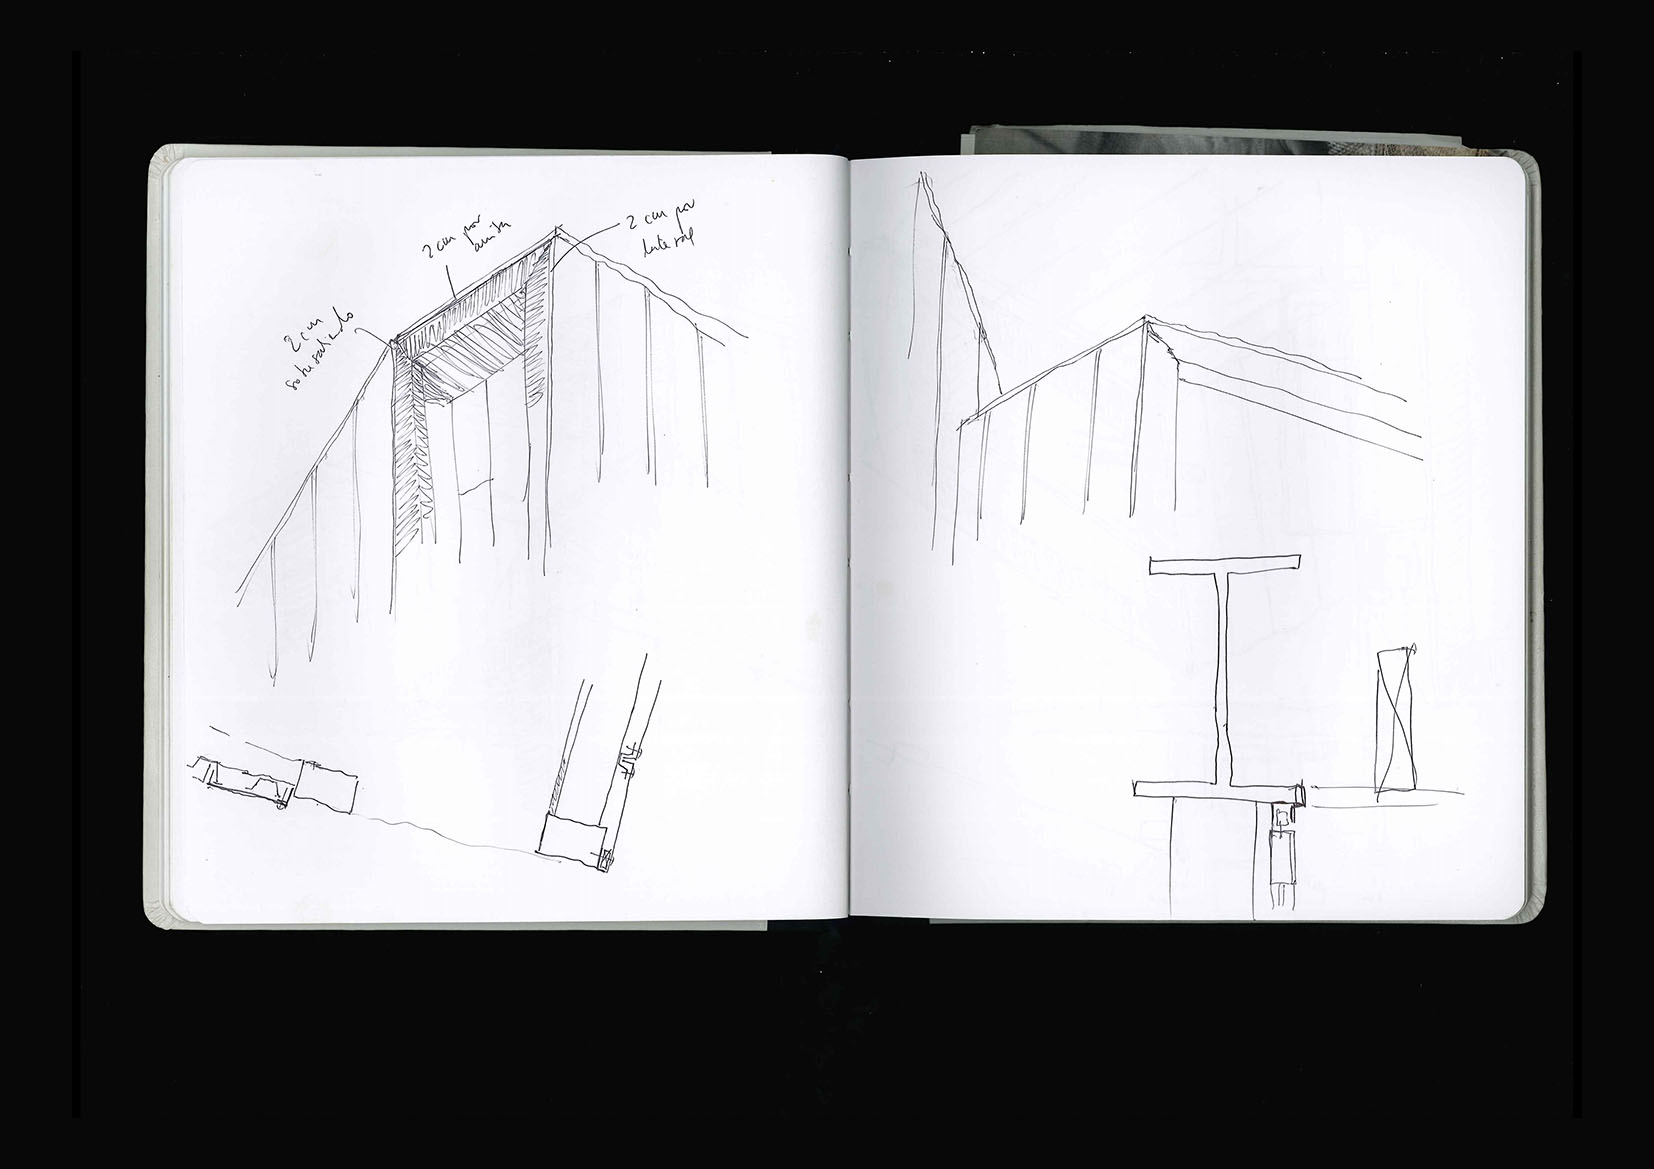 2 cm
sobresaliendo
2 cm por
arriba
2 cm por
lateral